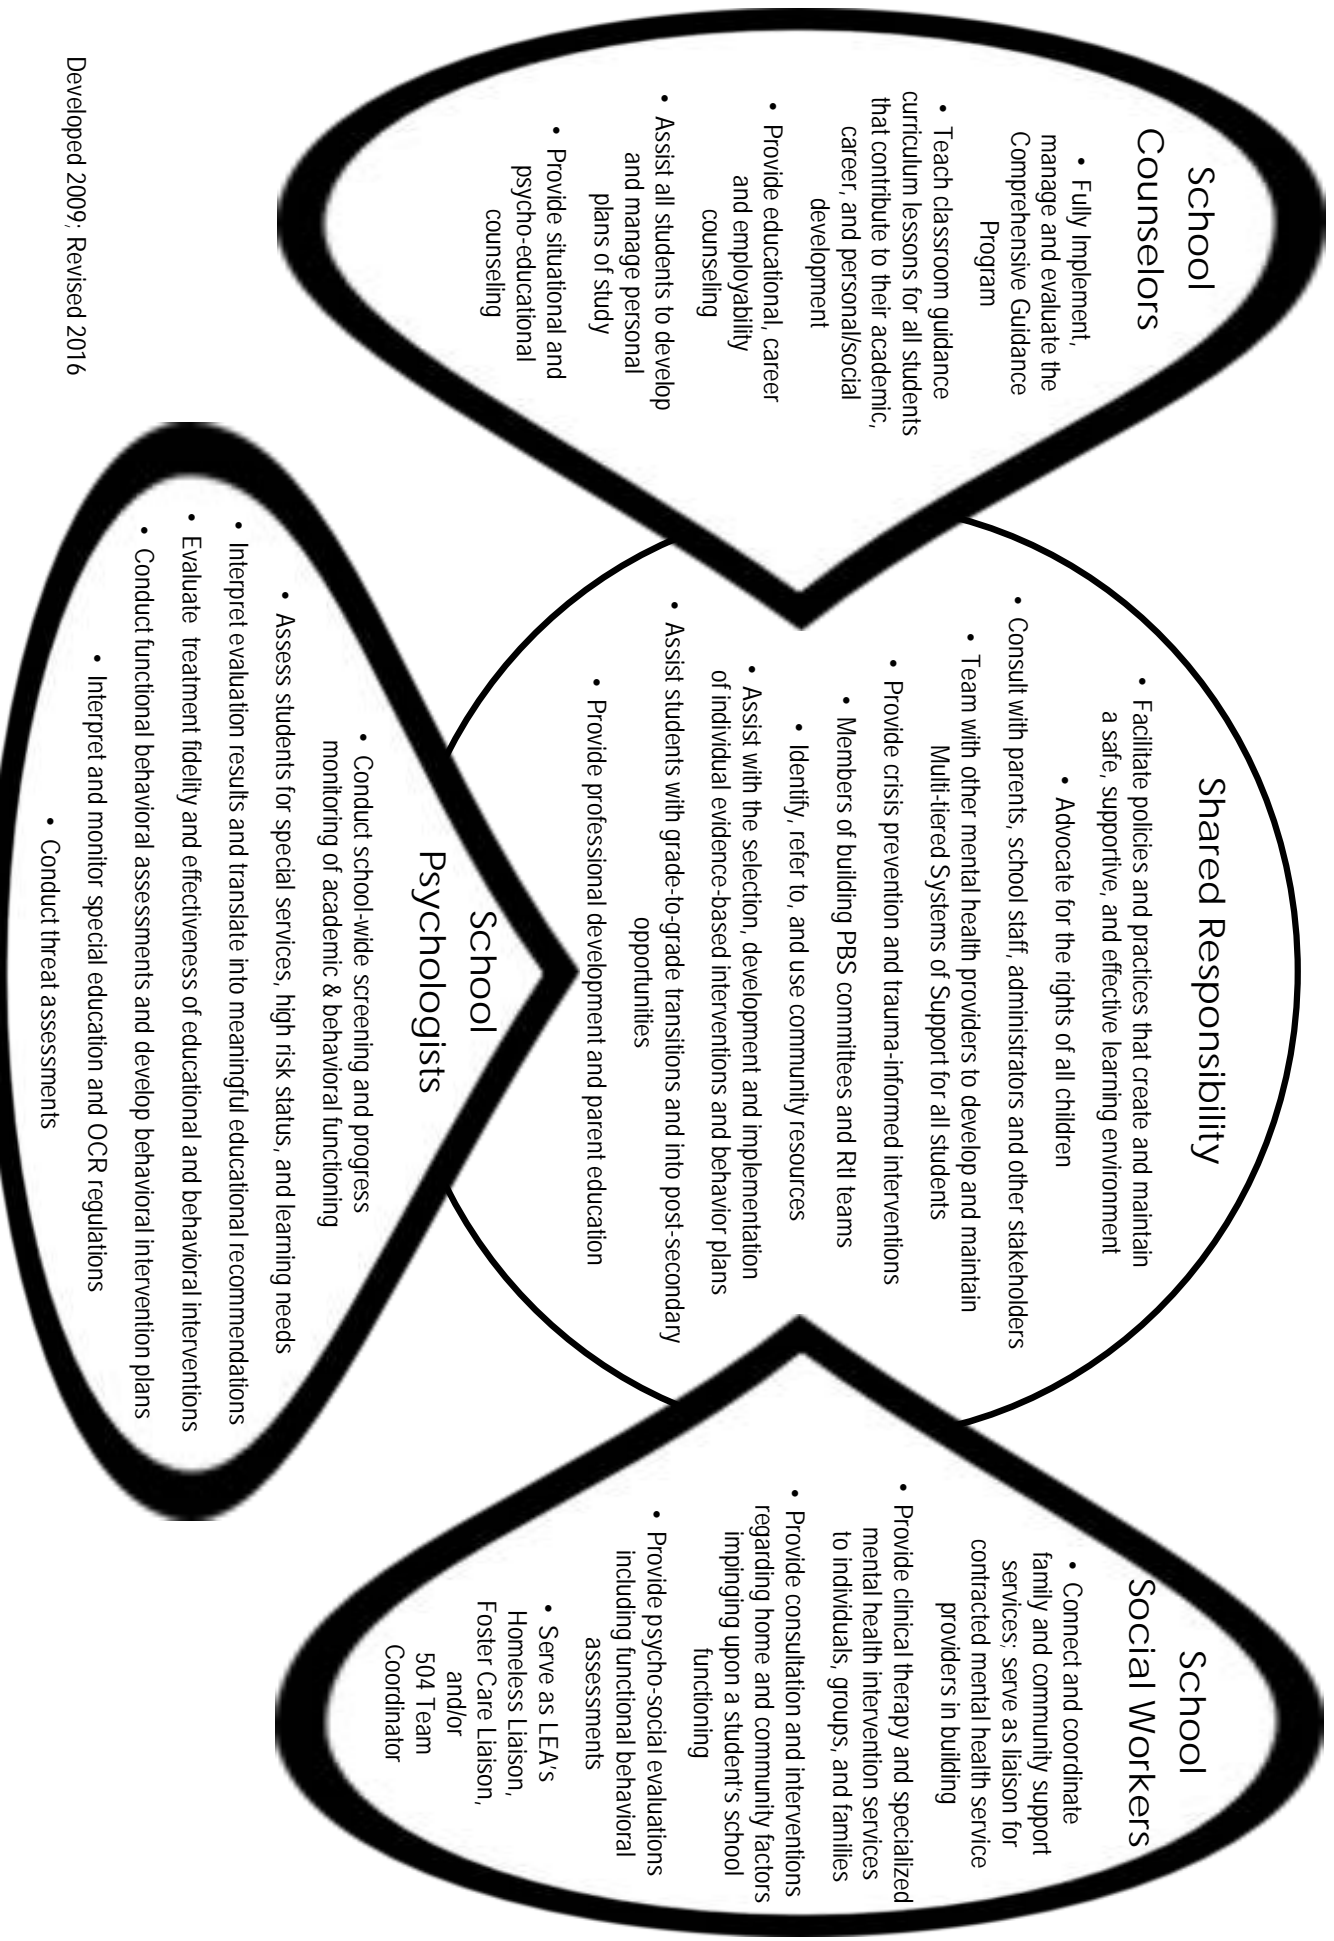 School
Counselors
• Fully Implement,
manage and evaluate the
Comprehensive Guidance
Program
• Teach classroom guidance
curriculum lessons for all students
that contribute to their academic,
career, and personal/social
development
• Provide educational, career
and employability
counseling
• Assist all students to develop
and manage personal
plans of study
• Provide situational and
psycho-educational
counseling
Shared Responsibility
• Facilitate policies and practices that create and maintain
a safe, supportive, and effective learning environment
• Advocate for the rights of all children
• Consult with parents, school staff, administrators and other stakeholders
• Team with other mental health providers to develop and maintain
Multi-tiered Systems of Support for all students
• Provide crisis prevention and trauma-informed interventions
• Members of building PBS committees and RtI teams
• Identify, refer to, and use community resources
• Assist with the selection, development and implementation
of individual evidence-based interventions and behavior plans
• Assist students with grade-to-grade transitions and into post-secondary
opportunities
• Provide professional development and parent education
School
Social Workers
• Connect and coordinate
family and community support
services; serve as liaison for
contracted mental health service
providers in building
• Provide clinical therapy and specialized
mental health intervention services
to individuals, groups, and families
• Provide consultation and interventions
regarding home and community factors
impinging upon a student's school
functioning
• Provide psycho-social evaluations
including functional behavioral
assessments
• Serve as LEA's
Homeless Liaison,
Foster Care Liaison,
and/or
504 Team
Coordinator
School
Psychologists
• Conduct school-wide screening and progress
monitoring of academic & behavioral functioning
• Assess students for special services, high risk status, and learning needs
• Interpret evaluation results and translate into meaningful educational recommendations
• Evaluate treatment fidelity and effectiveness of educational and behavioral interventions
• Conduct functional behavioral assessments and develop behavioral intervention plans
• Interpret and monitor special education and OCR regulations
• Conduct threat assessments
Developed 2009; Revised 2016